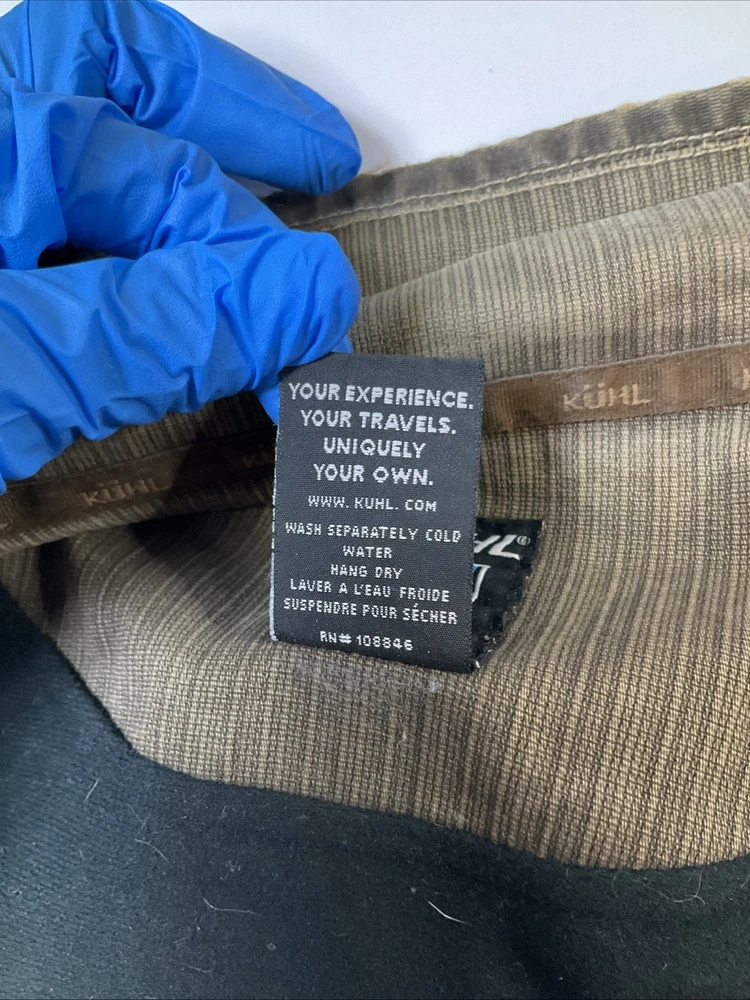 YOUR EXPERIENCE.
YOUR TRAVELS.
UNIQUELY
YOUR OWN.
WWW. KUHL. COM
WASH SEPARATELY COLD
WATER
HANG DRY
LAVER A L'EAU FROIDE
SUSPENDRE POUR SÉCHER
RN# 108846
KÜHL
KÜHL